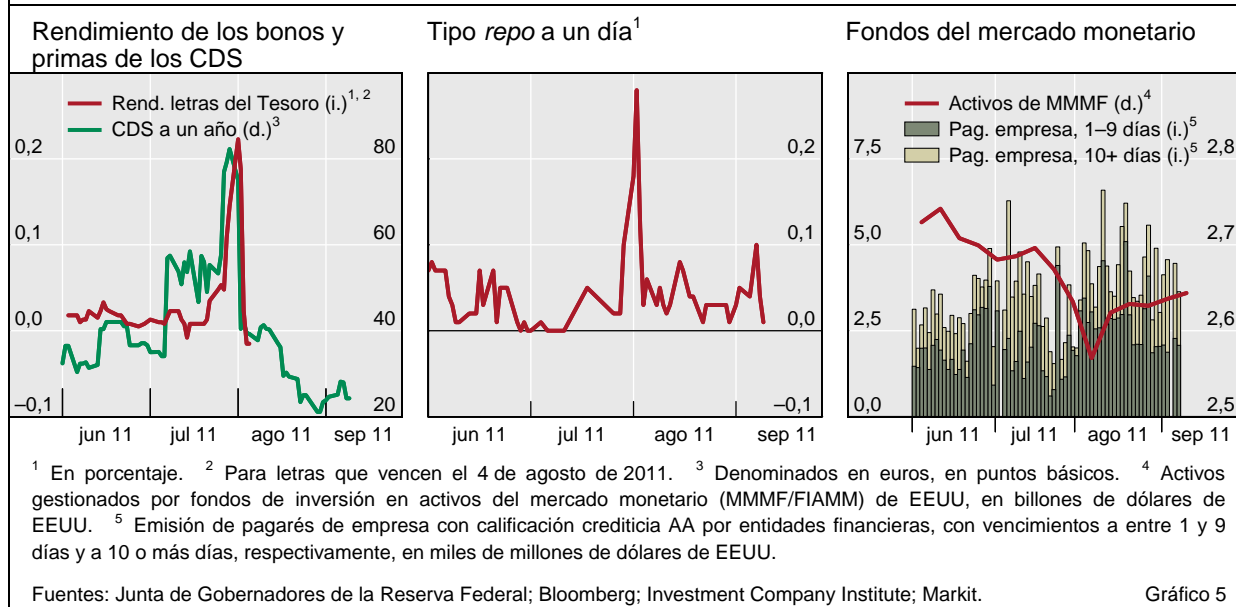 Rendimiento de los bonos y
primas de los CDS
Rend. letras del Tesoro (i.)1, 2
CDS a un año (d.)3
0,2
0,1
0,0
–0,1
80
60
40
20
jun 11
jul 11
ago 11
sep 11
Tipo repo a un día1
0,2
0,1
0,0
–0,1
jun 11
jul 11
ago 11
sep 11
Fondos del mercado monetario
Activos de MMMF (d.)4
Pag. empresa, 1–9 días (i.)5
Pag. empresa, 10+ días (i.)5
7,5
5,0
2,5
0,0
2,8
2,7
2,6
2,5
jun 11
jul 11
ago 11
sep 11
1 En porcentaje. 2 Para letras que vencen el 4 de agosto de 2011. 3 Denominados en euros, en puntos básicos. 4 Activos
gestionados por fondos de inversión en activos del mercado monetario (MMMF/FIAMM) de EEUU, en billones de dólares de
EEUU. 5 Emisión de pagarés de empresa con calificación crediticia AA por entidades financieras, con vencimientos a entre 1 y 9
días y a 10 o más días, respectivamente, en miles de millones de dólares de EEUU.
Fuentes: Junta de Gobernadores de la Reserva Federal; Bloomberg; Investment Company Institute; Markit.
Gráfico 5